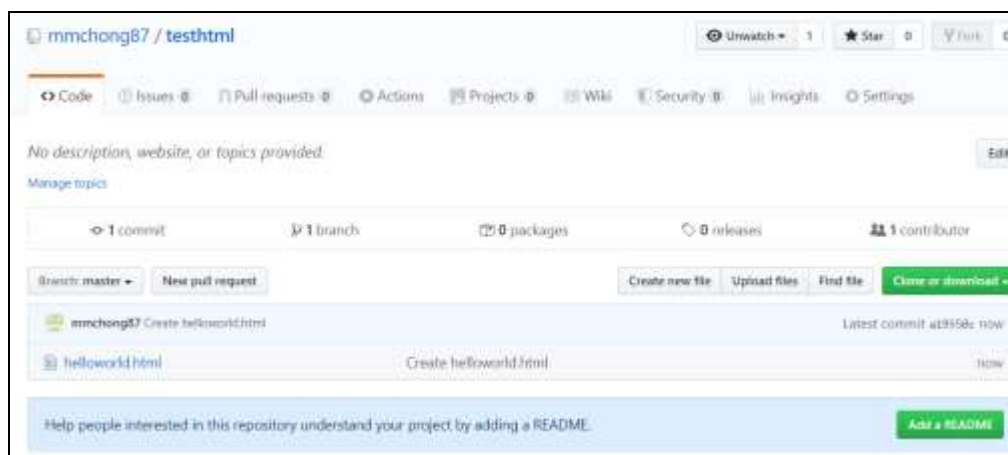 mmchong87 / testhtml Unwatch 1 Star 0 Fork
Code Issues 0 Pull requests 0 Actions Projects 0 Wiki Security 0 Insights Settings
No description, website, or topics provided. Edit
Manage topics
1 commit 1 branch 0 packages 0 releases 1 contributor
Branch: master New pull request Create new file Upload files Find file Clone or download
mmchong87 Create helloworld.html Latest commit now
helloworld.html Create helloworld.html now
Help people interested in this repository understand your project by adding a README. Add a README